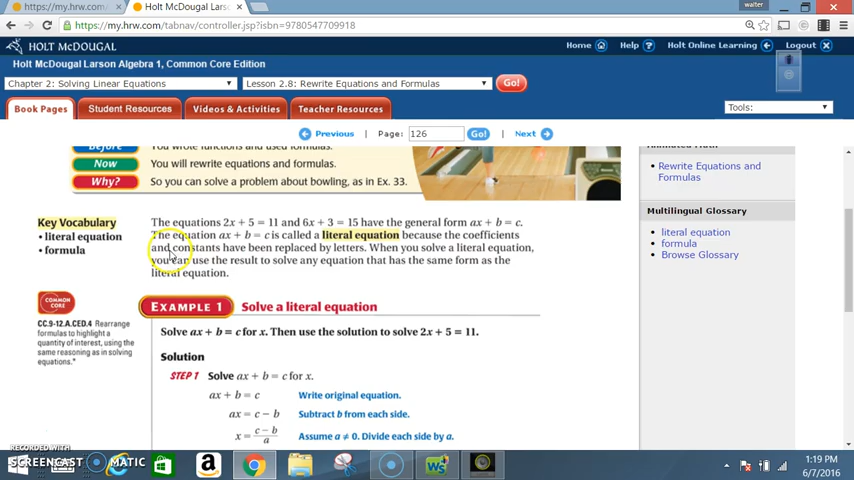 https://my.hrw.com/tabnav/
Holt McDougal Larsc
walter
https://my.hrw.com/tabnav/controller.jsp?isbn=9780547709918
HOLT MCDOUGAL
Home
Help ?
Holt Online Learning
Logout
Holt McDougal Larson Algebra 1, Common Core Edition
Chapter 2: Solving Linear Equations
Lesson 2.8: Rewrite Equations and Formulas
Go!
Book Pages
Student Resources
Videos & Activities
Teacher Resources
Tools:
Previous | Page: 126 Go! | Next
Before
You wrote functions and used formulas.
Now
You will rewrite equations and formulas.
Why?
So you can solve a problem about bowling, as in Ex. 33.
Animated Math
• Rewrite Equations and
Formulas
Multilingual Glossary
• literal equation
• formula
• Browse Glossary
Key Vocabulary
• literal equation
• formula
The equations 2x + 5 = 11 and 6x + 3 = 15 have the general form ax + b = c.
The equation ax + b = c is called a literal equation because the coefficients
and constants have been replaced by letters. When you solve a literal equation,
you can use the result to solve any equation that has the same form as the
literal equation.
COMMON
CORE
CC.9-12.A.CED.4 Rearrange
formulas to highlight a
quantity of interest, using the
same reasoning as in solving
equations.*
EXAMPLE 1
Solve a literal equation
Solve ax + b = c for x. Then use the solution to solve 2x + 5 = 11.
Solution
STEP 1 Solve ax + b = c for x.
ax + b = c
Write original equation.
ax = c − b
Subtract b from each side.
x = c − b
a
Assume a ≠ 0. Divide each side by a.
RECORDED WITH
SCREENCAST MATIC
WS
1:19 PM
6/7/2016